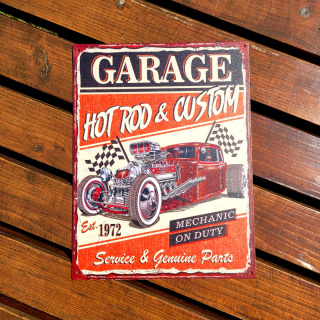 GARAGE
HOT ROD & CUSTOM
Est. 1972
MECHANIC
ON DUTY
Service & Genuine Parts